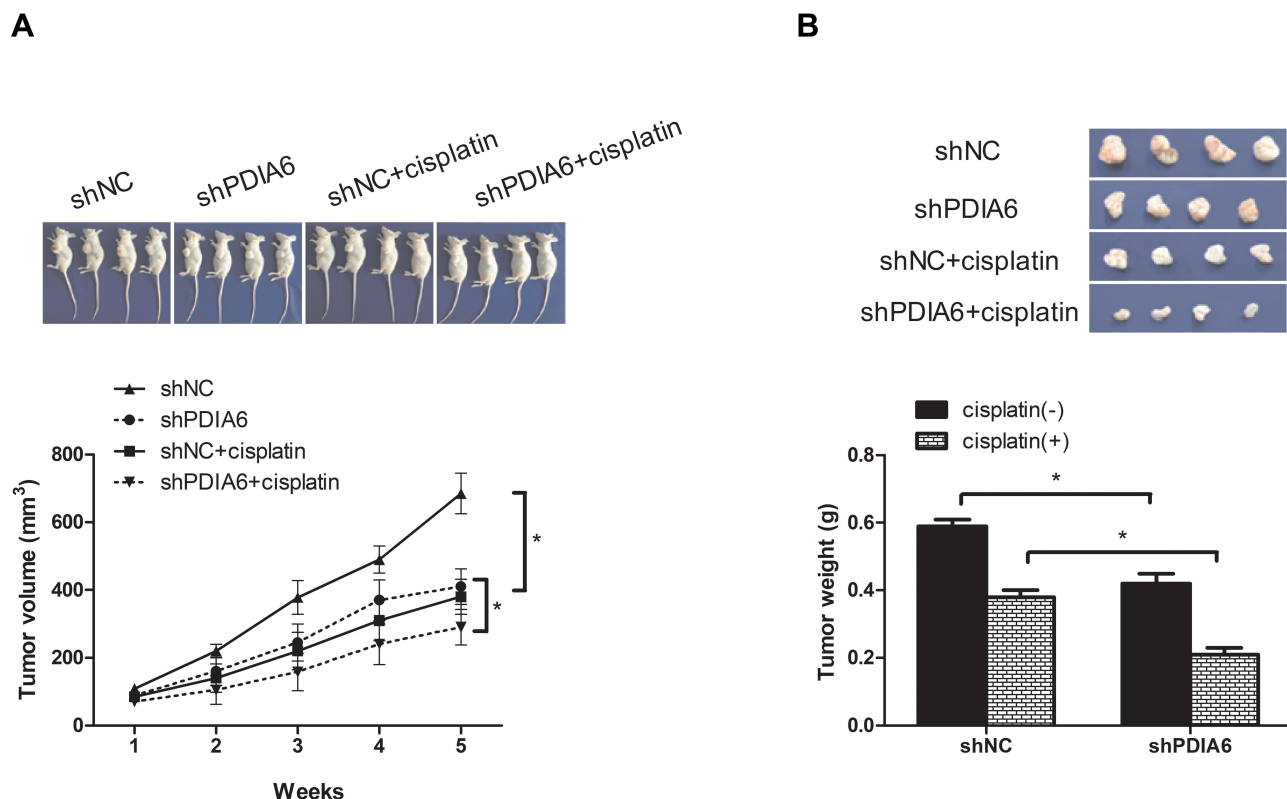 A
shNC
shPDIA6
shNC+cisplatin
shPDIA6+cisplatin
shNC
shPDIA6
shNC+cisplatin
shPDIA6+cisplatin
Tumor volume (mm³)
800
600
400
200
0
*
*
1 2 3 4 5
Weeks
B
shNC
shPDIA6
shNC+cisplatin
shPDIA6+cisplatin
cisplatin(-)
cisplatin(+)
Tumor weight (g)
0.8
0.6
0.4
0.2
0.0
*
*
shNC shPDIA6